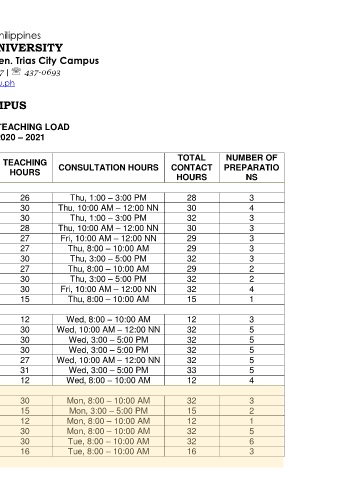 hilippines
NIVERSITY
en. Trias City Campus
7 | ☏ 437-0693
u.ph
MPUS
TEACHING LOAD
2020 – 2021
TEACHING HOURS CONSULTATION HOURS TOTAL CONTACT HOURS NUMBER OF PREPARATIO NS
26 Thu, 1:00 – 3:00 PM 28 3
30 Thu, 10:00 AM – 12:00 NN 30 4
30 Thu, 1:00 – 3:00 PM 32 3
28 Thu, 10:00 AM – 12:00 NN 30 3
27 Fri, 10:00 AM – 12:00 NN 29 3
27 Thu, 8:00 – 10:00 AM 29 3
30 Thu, 3:00 – 5:00 PM 32 3
27 Thu, 8:00 – 10:00 AM 29 2
30 Thu, 3:00 – 5:00 PM 32 2
30 Fri, 10:00 AM – 12:00 NN 32 4
15 Thu, 8:00 – 10:00 AM 15 1
12 Wed, 8:00 – 10:00 AM 12 3
30 Wed, 10:00 AM – 12:00 NN 32 5
30 Wed, 3:00 – 5:00 PM 32 5
30 Wed, 3:00 – 5:00 PM 32 5
27 Wed, 10:00 AM – 12:00 NN 32 5
31 Wed, 3:00 – 5:00 PM 33 5
12 Wed, 8:00 – 10:00 AM 12 4
30 Mon, 8:00 – 10:00 AM 32 3
15 Mon, 3:00 – 5:00 PM 15 2
12 Mon, 8:00 – 10:00 AM 12 1
30 Mon, 8:00 – 10:00 AM 32 5
30 Tue, 8:00 – 10:00 AM 32 6
16 Tue, 8:00 – 10:00 AM 16 3